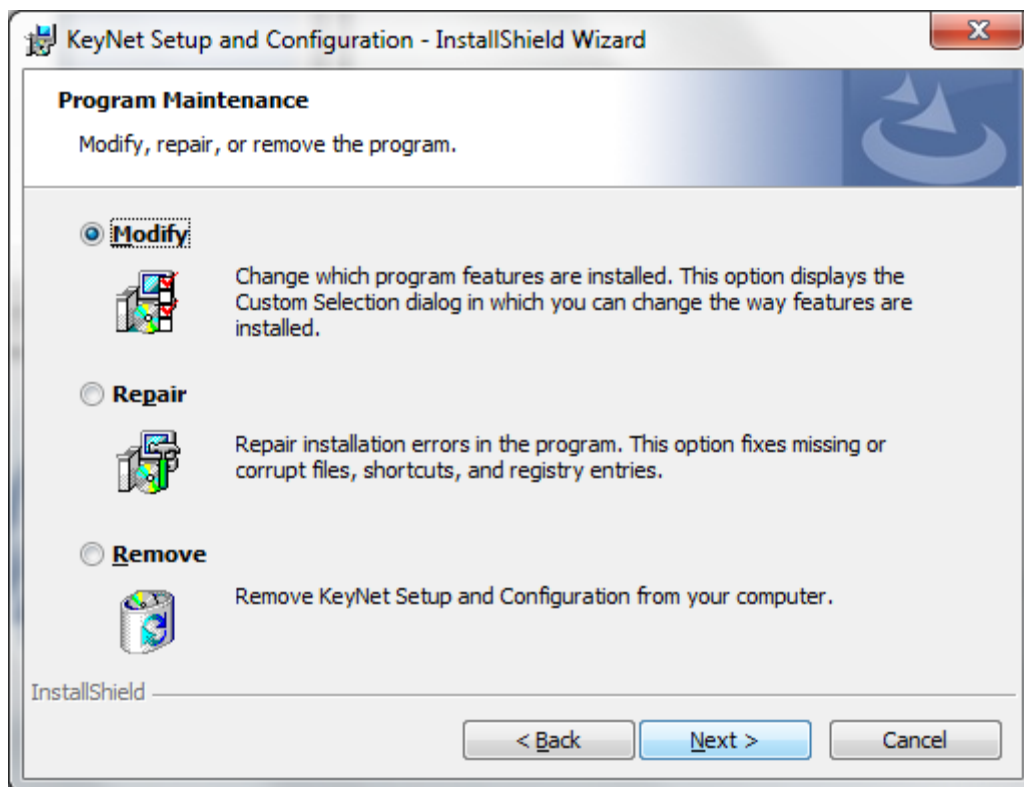 KeyNet Setup and Configuration - InstallShield Wizard
Program Maintenance
Modify, repair, or remove the program.
Modify
Change which program features are installed. This option displays the
Custom Selection dialog in which you can change the way features are
installed.
Repair
Repair installation errors in the program. This option fixes missing or
corrupt files, shortcuts, and registry entries.
Remove
Remove KeyNet Setup and Configuration from your computer.
InstallShield
< Back Next > Cancel